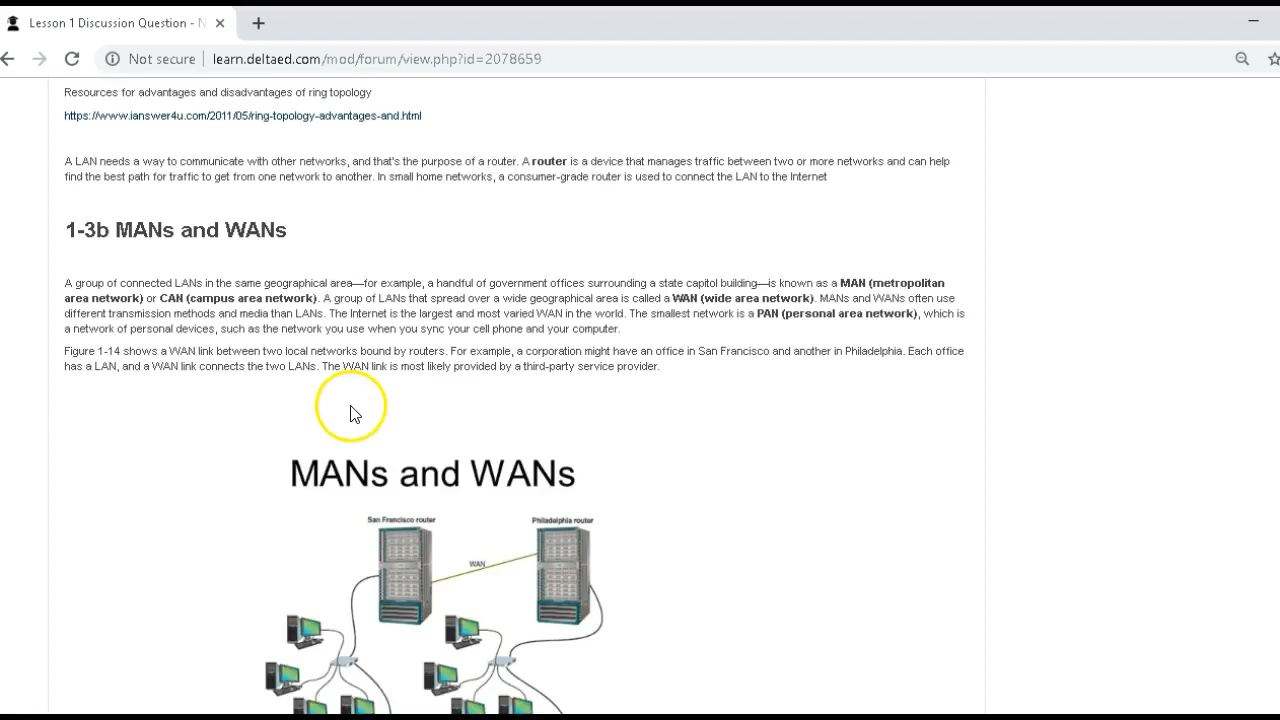 Lesson 1 Discussion Question - N
Not secure learn.deltaed.com/mod/forum/view.php?id=2078659
Resources for advantages and disadvantages of ring topology
https://www.ianswer4u.com/2011/05/ring-topology-advantages-and.html
A LAN needs a way to communicate with other networks, and that's the purpose of a router. A router is a device that manages traffic between two or more networks and can help
find the best path for traffic to get from one network to another. In small home networks, a consumer-grade router is used to connect the LAN to the Internet
1-3b MANs and WANs
A group of connected LANs in the same geographical area—for example, a handful of government offices surrounding a state capitol building—is known as a MAN (metropolitan
area network) or CAN (campus area network). A group of LANs that spread over a wide geographical area is called a WAN (wide area network). MANs and WANs often use
different transmission methods and media than LANs. The Internet is the largest and most varied WAN in the world. The smallest network is a PAN (personal area network), which is
a network of personal devices, such as the network you use when you sync your cell phone and your computer.
Figure 1-14 shows a WAN link between two local networks bound by routers. For example, a corporation might have an office in San Francisco and another in Philadelphia. Each office
has a LAN, and a WAN link connects the two LANs. The WAN link is most likely provided by a third-party service provider.
MANs and WANs
San Francisco router
Philadelphia router
WAN